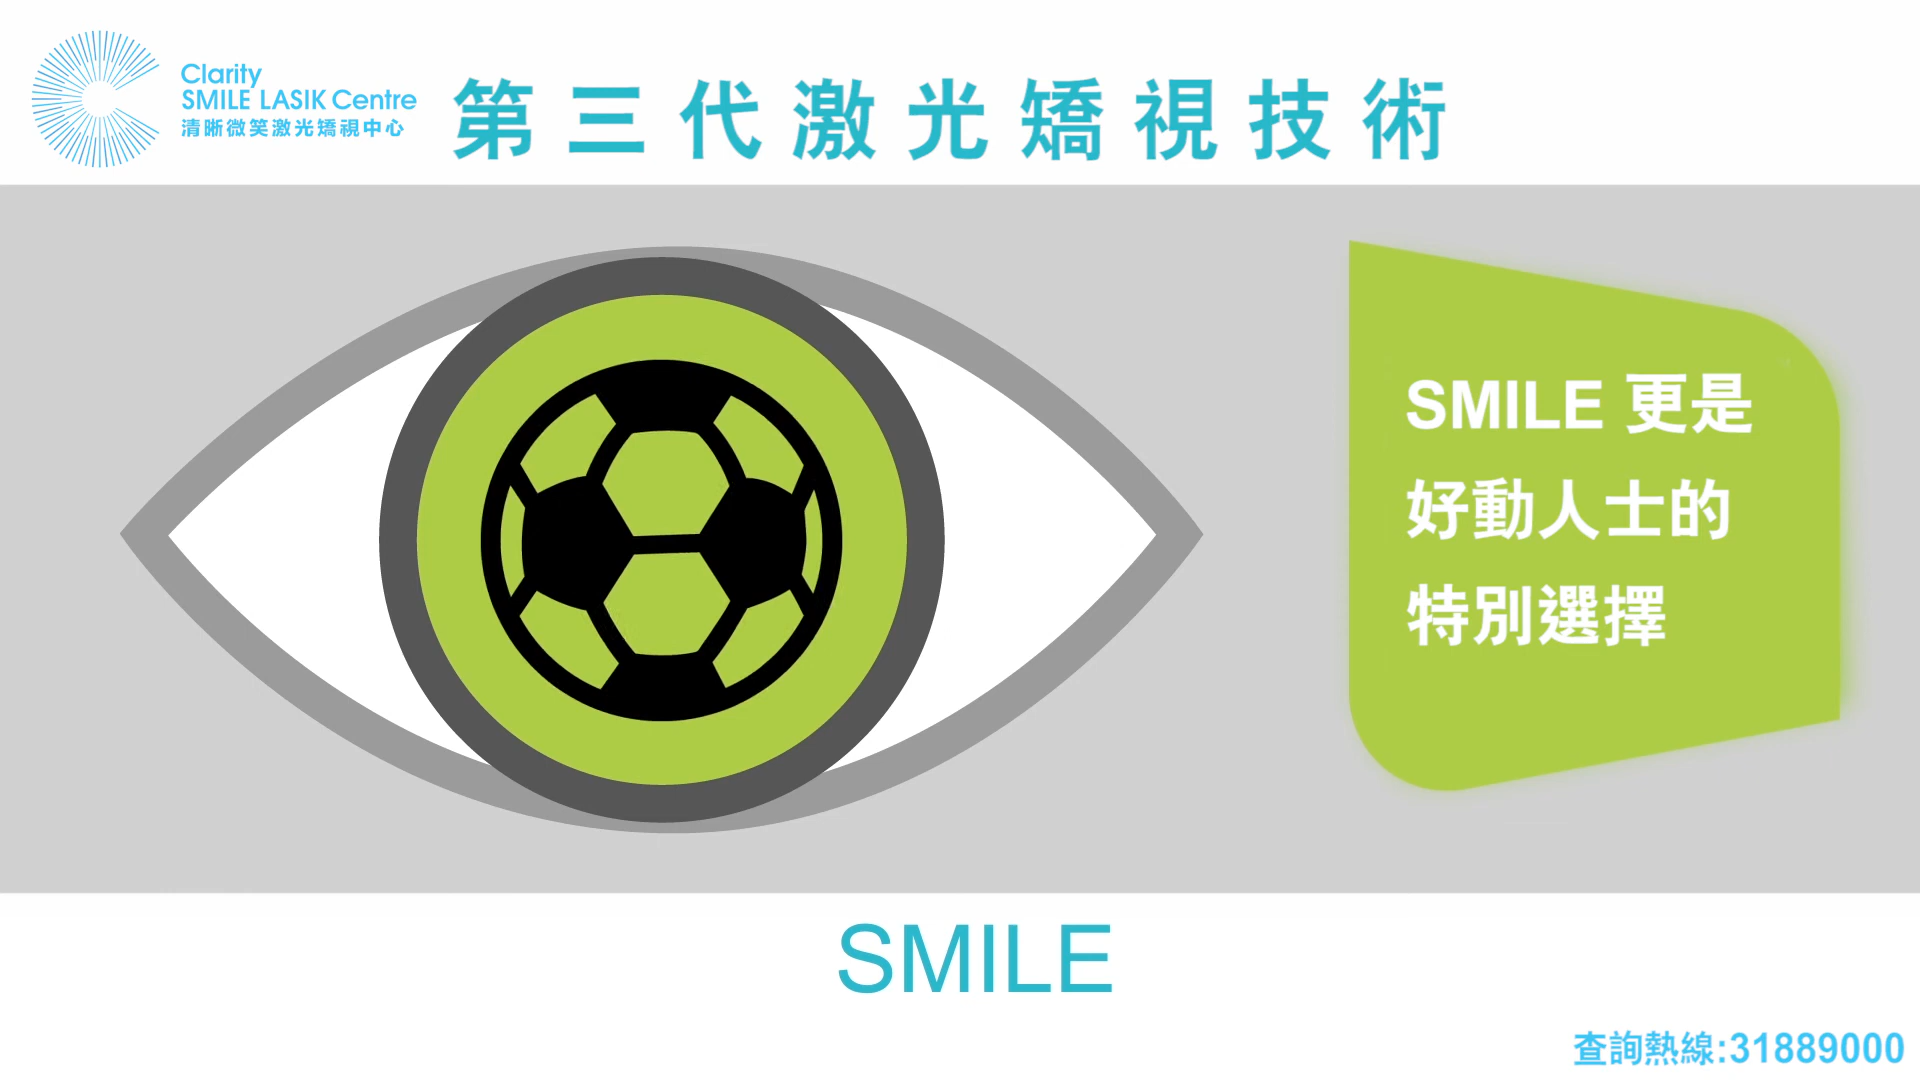 Clarity
SMILE LASIK Centre
清晰微笑激光矯視中心
第三代激光矯視技術
SMILE 更是
好動人士的
特別選擇
SMILE
查詢熱線:31889000